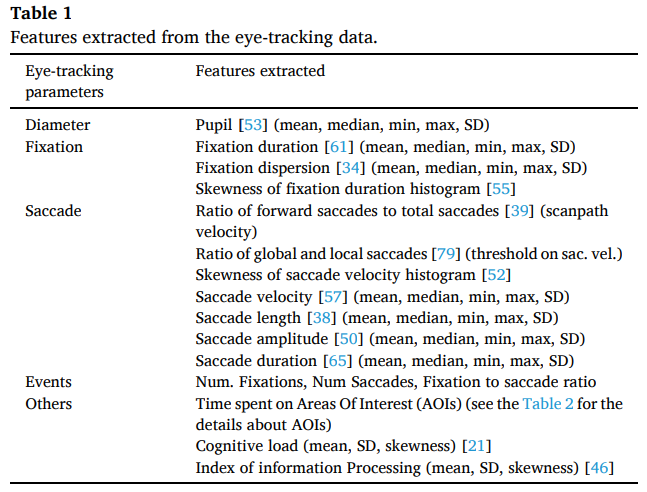 Table 1
Features extracted from the eye-tracking data.
Eye-tracking parameters Features extracted
Diameter Pupil [53] (mean, median, min, max, SD)
Fixation Fixation duration [61] (mean, median, min, max, SD)
Fixation dispersion [34] (mean, median, min, max, SD)
Skewness of fixation duration histogram [55]
Saccade Ratio of forward saccades to total saccades [39] (scanpath
velocity)
Ratio of global and local saccades [79] (threshold on sac. vel.)
Skewness of saccade velocity histogram [52]
Saccade velocity [57] (mean, median, min, max, SD)
Saccade length [38] (mean, median, min, max, SD)
Saccade amplitude [50] (mean, median, min, max, SD)
Saccade duration [65] (mean, median, min, max, SD)
Events Num. Fixations, Num Saccades, Fixation to saccade ratio
Others Time spent on Areas Of Interest (AOIs) (see the Table 2 for the
details about AOIs)
Cognitive load (mean, SD, skewness) [21]
Index of information Processing (mean, SD, skewness) [46]